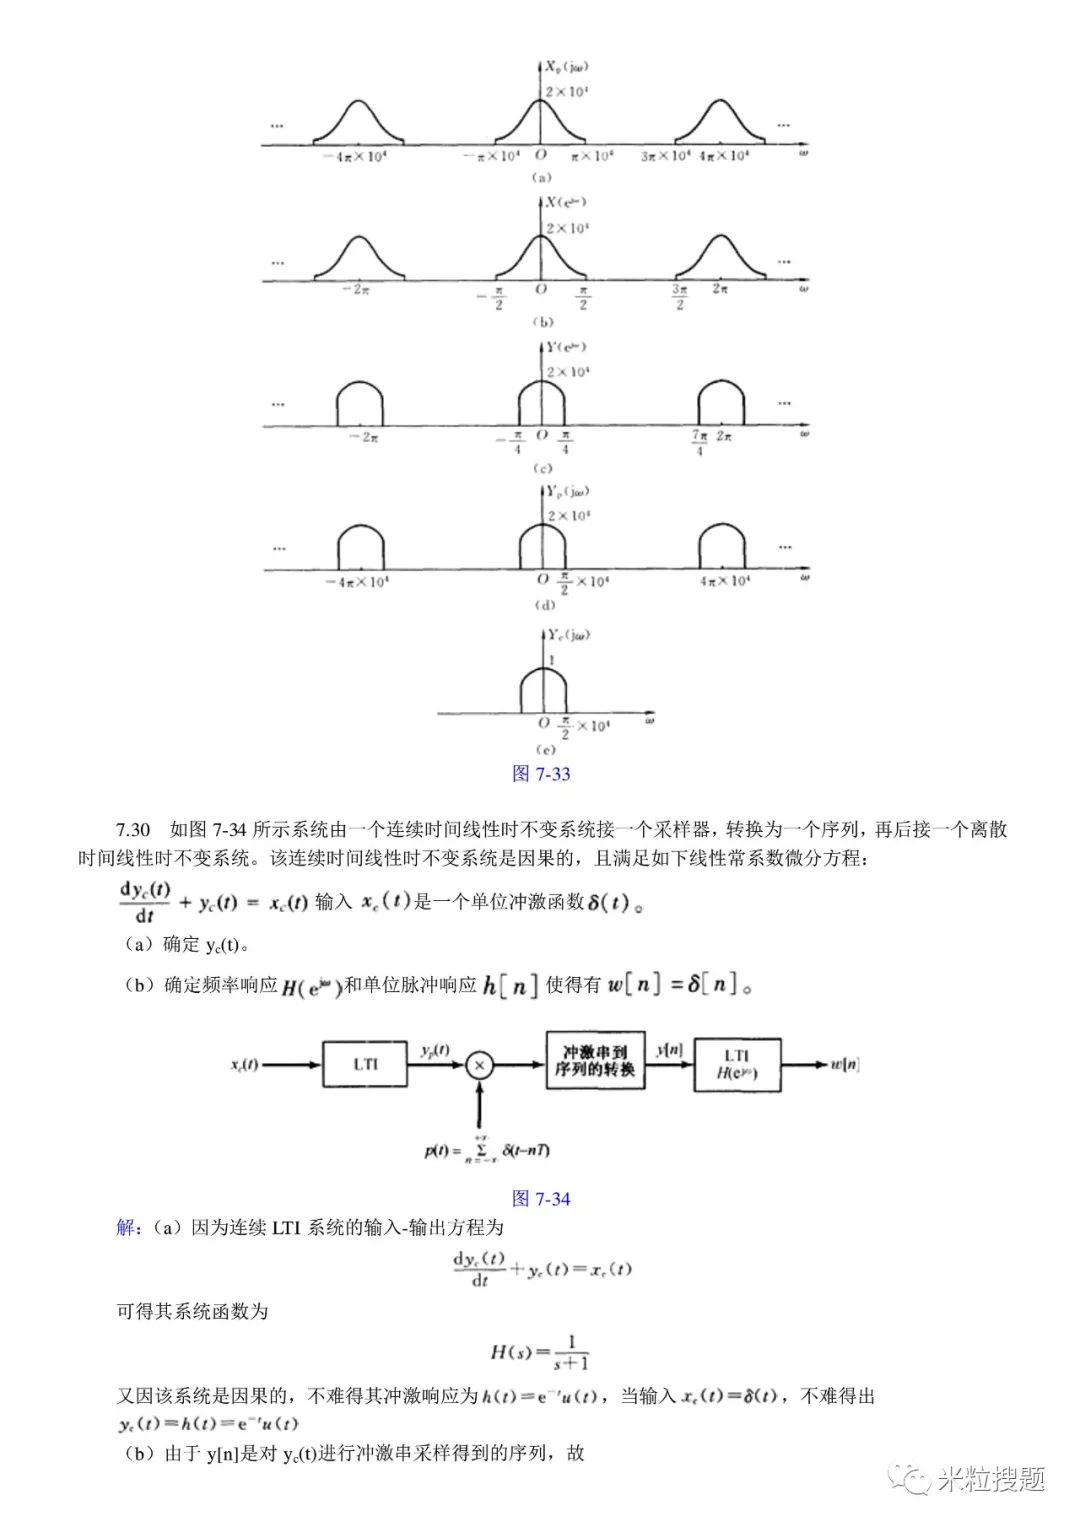 X_p(jω)
2×10⁴
... ...
−4π×10⁴ −π×10⁴ O π×10⁴ 3π×10⁴ 4π×10⁴ ω
(a)
X(e^{jω})
2×10⁴
... ...
−2π −π/2 O π/2 3π/2 2π ω
(b)
Y(e^{jω})
2×10⁴
... ...
−2π −π/4 O π/4 7π/4 2π ω
(c)
Y_p(jω)
2×10⁴
... ...
−4π×10⁴ O π/2×10⁴ 4π×10⁴ ω
(d)
Y_c(jω)
1
O π/2×10⁴ ω
(e)
图 7-33
7.30 如图 7-34 所示系统由一个连续时间线性时不变系统接一个采样器，转换为一个序列，再后接一个离散
时间线性时不变系统。该连续时间线性时不变系统是因果的，且满足如下线性常系数微分方程：
dy_c(t)/dt + y_c(t) = x_c(t) 输入 x_c(t)是一个单位冲激函数δ(t)。
（a）确定 y_c(t)。
（b）确定频率响应H(e^{jω})和单位脉冲响应 h[n] 使得有 w[n]=δ[n]。
x_c(t) LTI y_p(t) × 冲激串到 序列的转换 y[n] LTI H(e^{jω}) w[n]
p(t)= Σ_{n=-∞}^{+∞} δ(t−nT)
图 7-34
解:（a）因为连续 LTI 系统的输入-输出方程为
dy_c(t)/dt+y_c(t)=x_c(t)
可得其系统函数为
H(s)=1/(s+1)
又因该系统是因果的，不难得其冲激响应为h(t)=e^{−t}u(t)，当输入x_c(t)=δ(t)，不难得出
y_c(t)=h(t)=e^{−t}u(t)
（b）由于 y[n]是对 y_c(t)进行冲激串采样得到的序列，故
米粒搜题